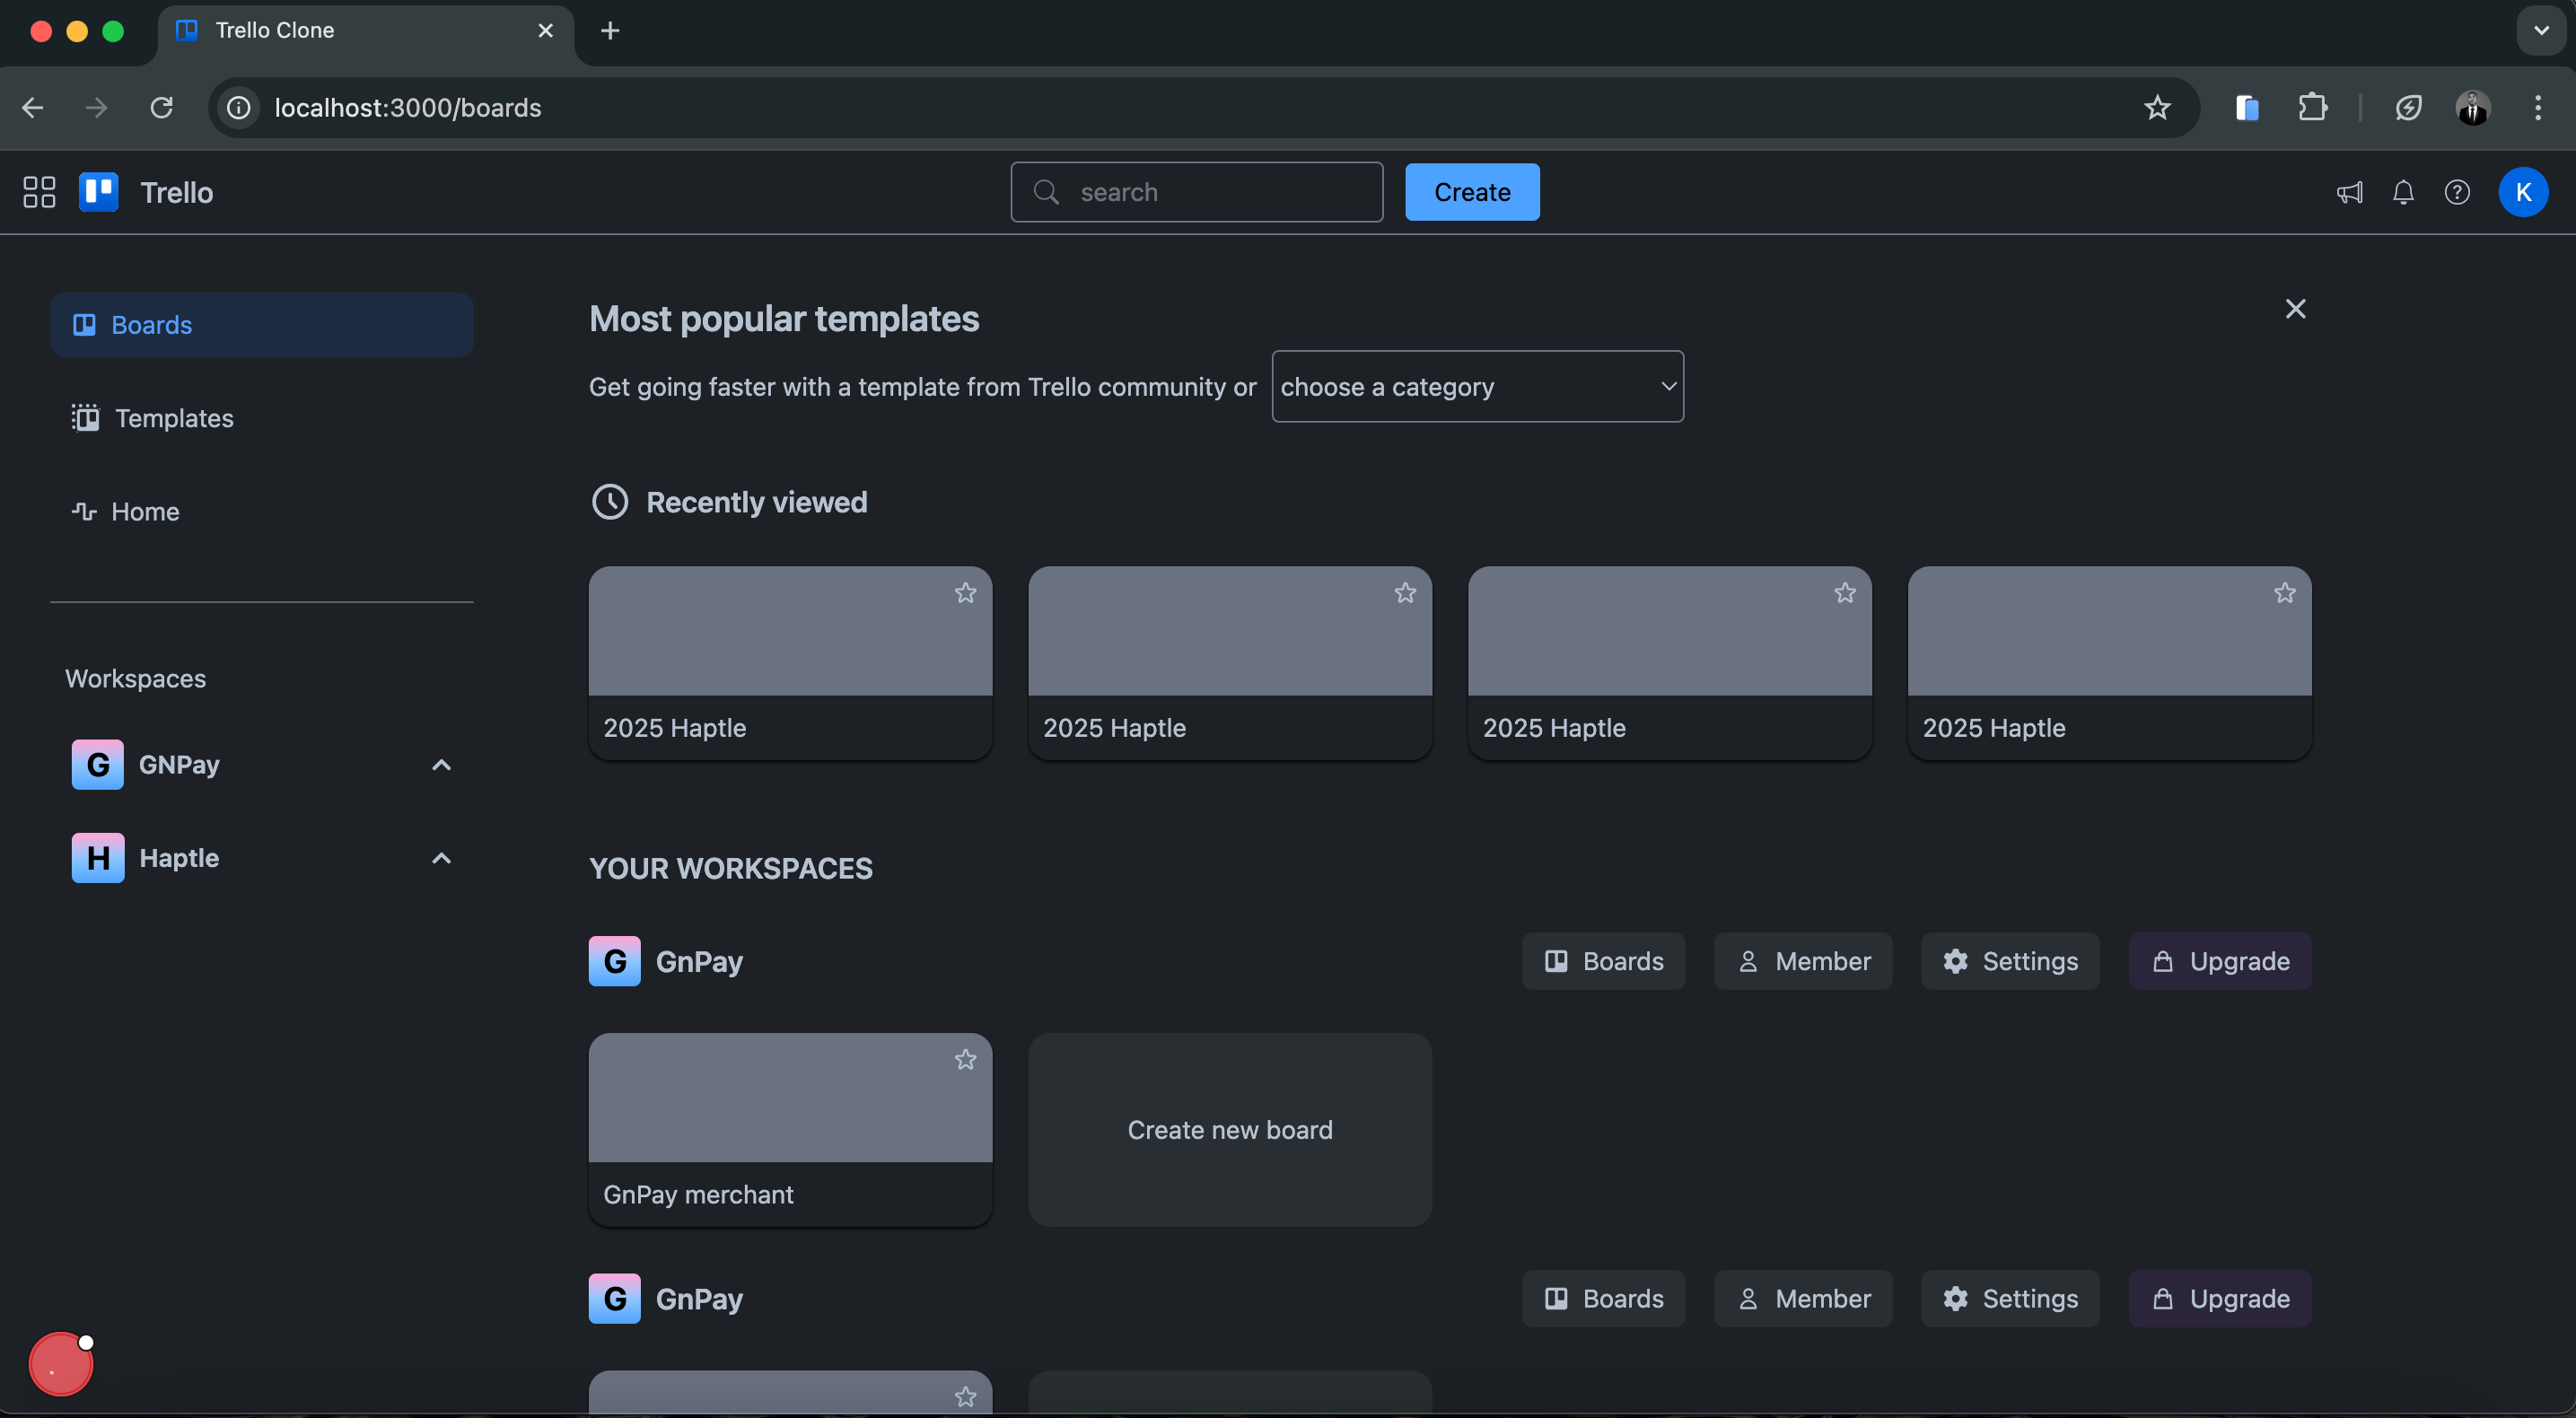 Trello Clone
localhost:3000/boards
Trello
search
Create
K
Boards
Templates
Home
Workspaces
G GNPay
H Haptle
Most popular templates
Get going faster with a template from Trello community or choose a category
Recently viewed
2025 Haptle
2025 Haptle
2025 Haptle
2025 Haptle
YOUR WORKSPACES
G GnPay
Boards
Member
Settings
Upgrade
GnPay merchant
Create new board
G GnPay
Boards
Member
Settings
Upgrade